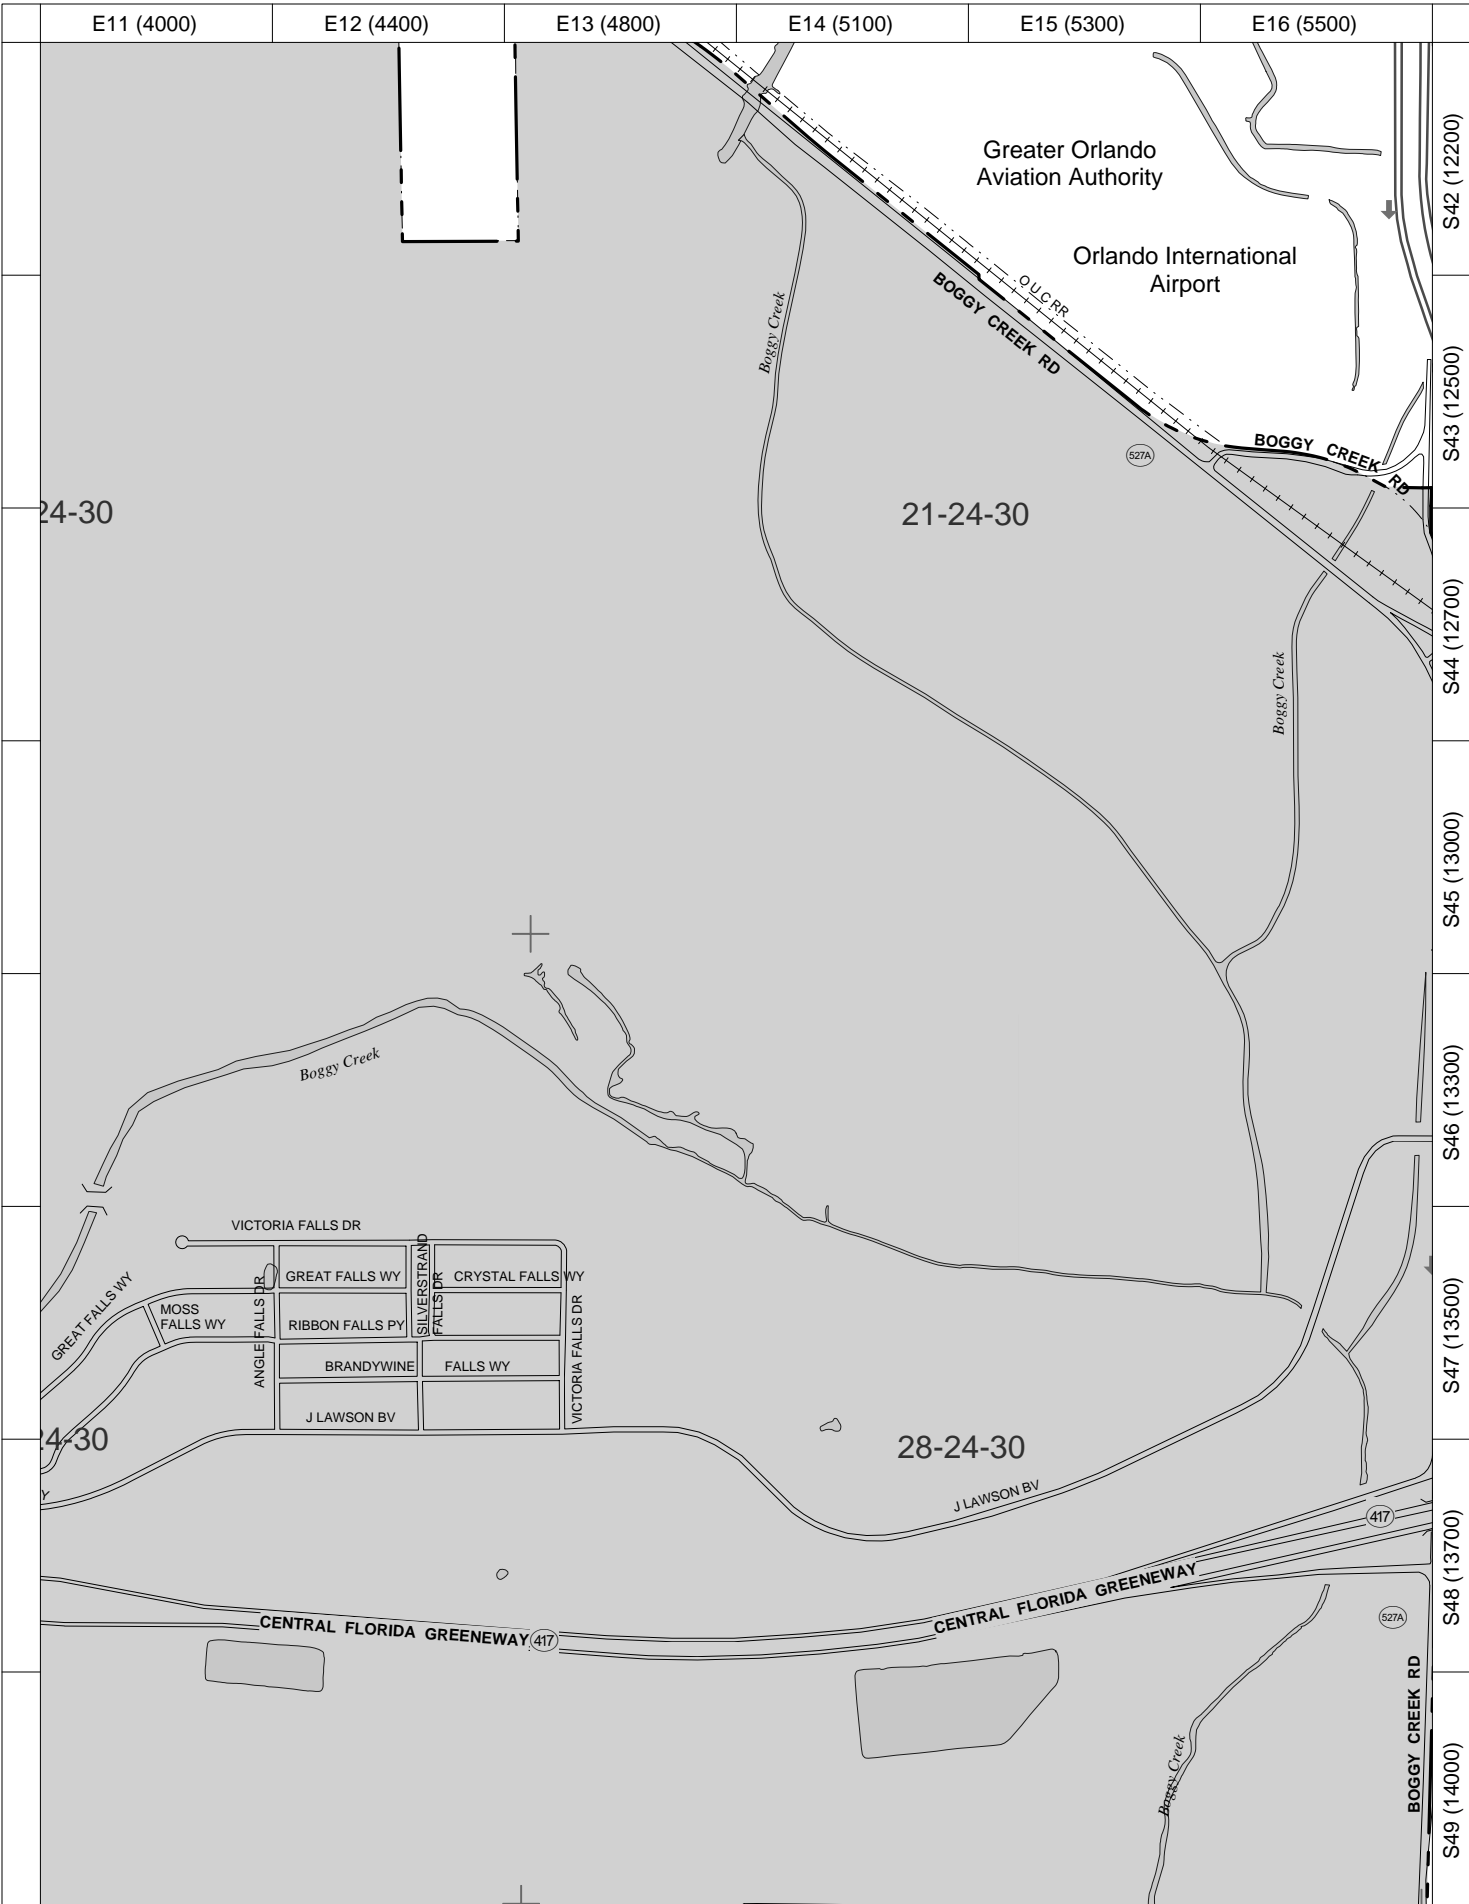 E11 (4000)
E12 (4400)
E13 (4800)
E14 (5100)
E15 (5300)
E16 (5500)
S42 (12200)
S43 (12500)
S44 (12700)
S45 (13000)
S46 (13300)
S47 (13500)
S48 (13700)
S49 (14000)
Greater Orlando
Aviation Authority
Orlando International
Airport
O U C RR
BOGGY CREEK RD
Boggy Creek
527A
BOGGY CREEK RD
24-30
21-24-30
Boggy Creek
Boggy Creek
VICTORIA FALLS DR
GREAT FALLS WY
CRYSTAL FALLS WY
SILVERSTRAND
FALLS DR
GREAT FALLS WY
MOSS
FALLS WY
ANGLE FALLS DR
RIBBON FALLS PY
VICTORIA FALLS DR
BRANDYWINE FALLS WY
J LAWSON BV
4-30
28-24-30
Y
J LAWSON BV
417
CENTRAL FLORIDA GREENEWAY
417
CENTRAL FLORIDA GREENEWAY
527A
BOGGY CREEK RD
Boggy Creek